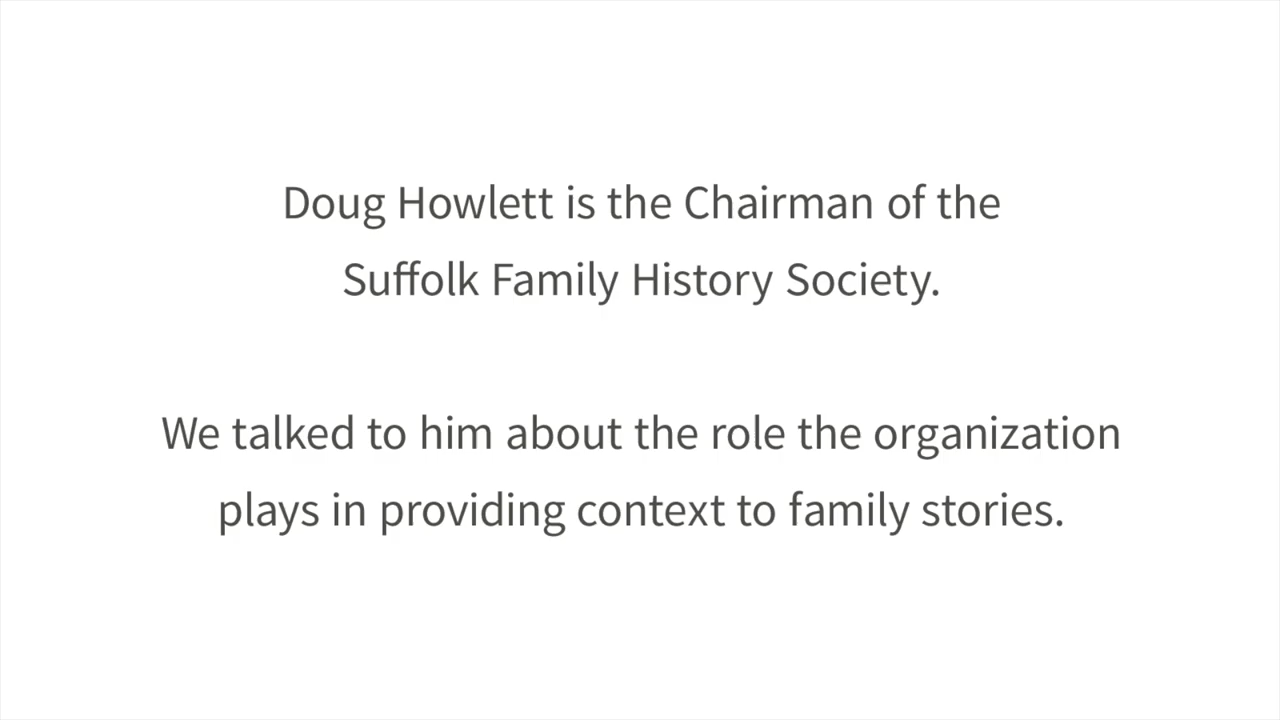 Doug Howlett is the Chairman of the
Suffolk Family History Society.
We talked to him about the role the organization
plays in providing context to family stories.